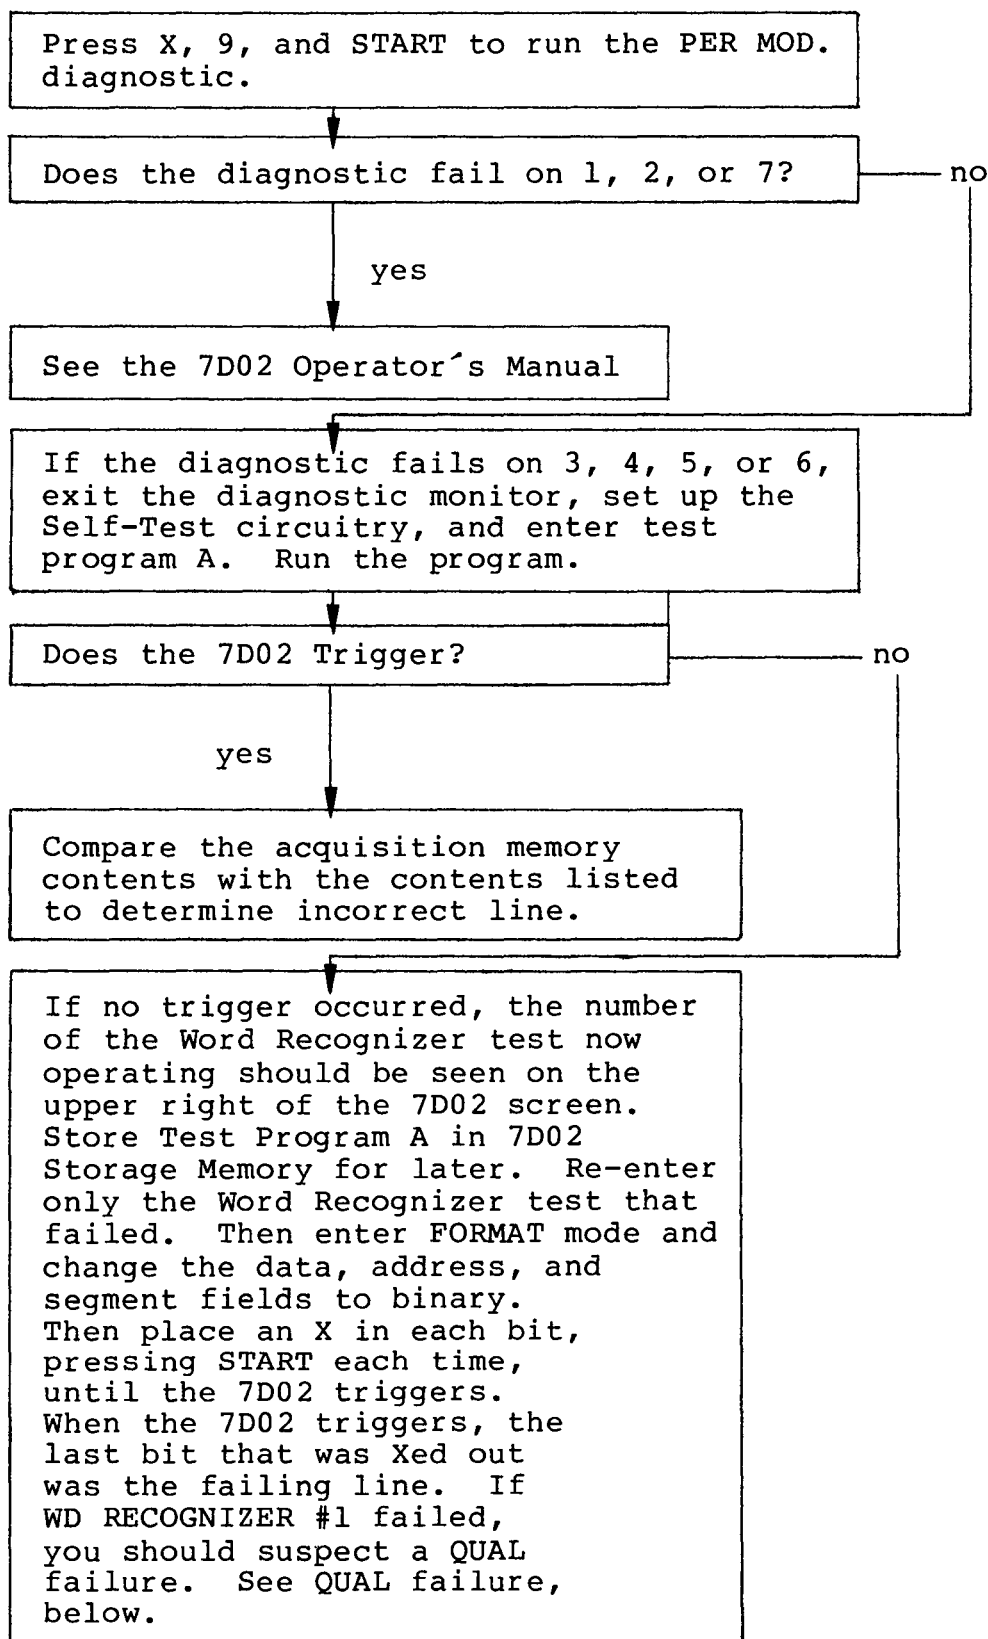 Press X, 9, and START to run the PER MOD.
diagnostic.
Does the diagnostic fail on 1, 2, or 7?
no
yes
See the 7D02 Operator´s Manual
If the diagnostic fails on 3, 4, 5, or 6,
exit the diagnostic monitor, set up the
Self-Test circuitry, and enter test
program A.  Run the program.
Does the 7D02 Trigger?
no
yes
Compare the acquisition memory
contents with the contents listed
to determine incorrect line.
If no trigger occurred, the number
of the Word Recognizer test now
operating should be seen on the
upper right of the 7D02 screen.
Store Test Program A in 7D02
Storage Memory for later.  Re-enter
only the Word Recognizer test that
failed.  Then enter FORMAT mode and
change the data, address, and
segment fields to binary.
Then place an X in each bit,
pressing START each time,
until the 7D02 triggers.
When the 7D02 triggers, the
last bit that was Xed out
was the failing line.  If
WD RECOGNIZER #1 failed,
you should suspect a QUAL
failure.  See QUAL failure,
below.